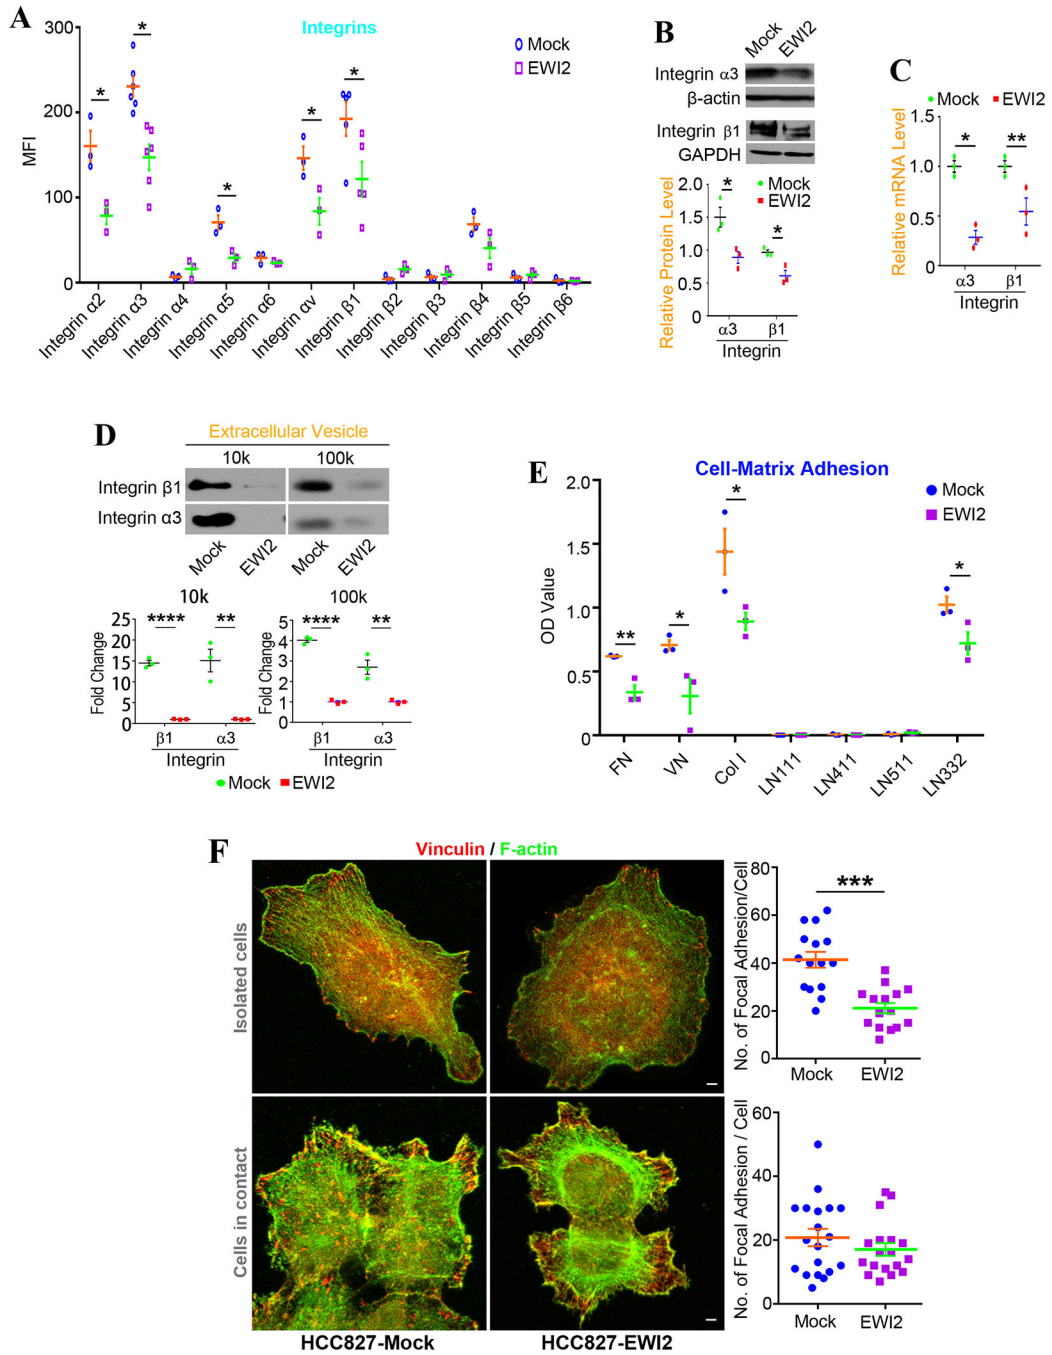 A
Integrins
300
200
100
0
MFI
*
*
*
*
*
Mock
EWI2
Integrin α2
Integrin α3
Integrin α4
Integrin α5
Integrin α6
Integrin αv
Integrin β1
Integrin β2
Integrin β3
Integrin β4
Integrin β5
Integrin β6
B
Mock
EWI2
Integrin α3
β-actin
Integrin β1
GAPDH
Mock
EWI2
Relative Protein Level
2.0
1.5
1.0
0.5
0
*
*
α3
β1
Integrin
C
Mock
EWI2
Relative mRNA Level
1.5
1.0
0.5
0
*
**
α3
β1
Integrin
D
Extracellular Vesicle
10k
100k
Integrin β1
Integrin α3
Mock
EWI2
Mock
EWI2
10k
Fold Change
25
20
15
10
5
0
****
**
β1
α3
Integrin
100k
Fold Change
5
4
3
2
1
0
****
**
β1
α3
Integrin
Mock
EWI2
E
Cell-Matrix Adhesion
Mock
EWI2
OD Value
2.0
1.5
1.0
0.5
0
**
*
*
*
FN
VN
Col I
LN111
LN411
LN511
LN332
F
Vinculin / F-actin
Isolated cells
Cells in contact
HCC827-Mock
HCC827-EWI2
No. of Focal Adhesion/Cell
80
60
40
20
0
***
Mock
EWI2
No. of Focal Adhesion / Cell
60
40
20
0
Mock
EWI2